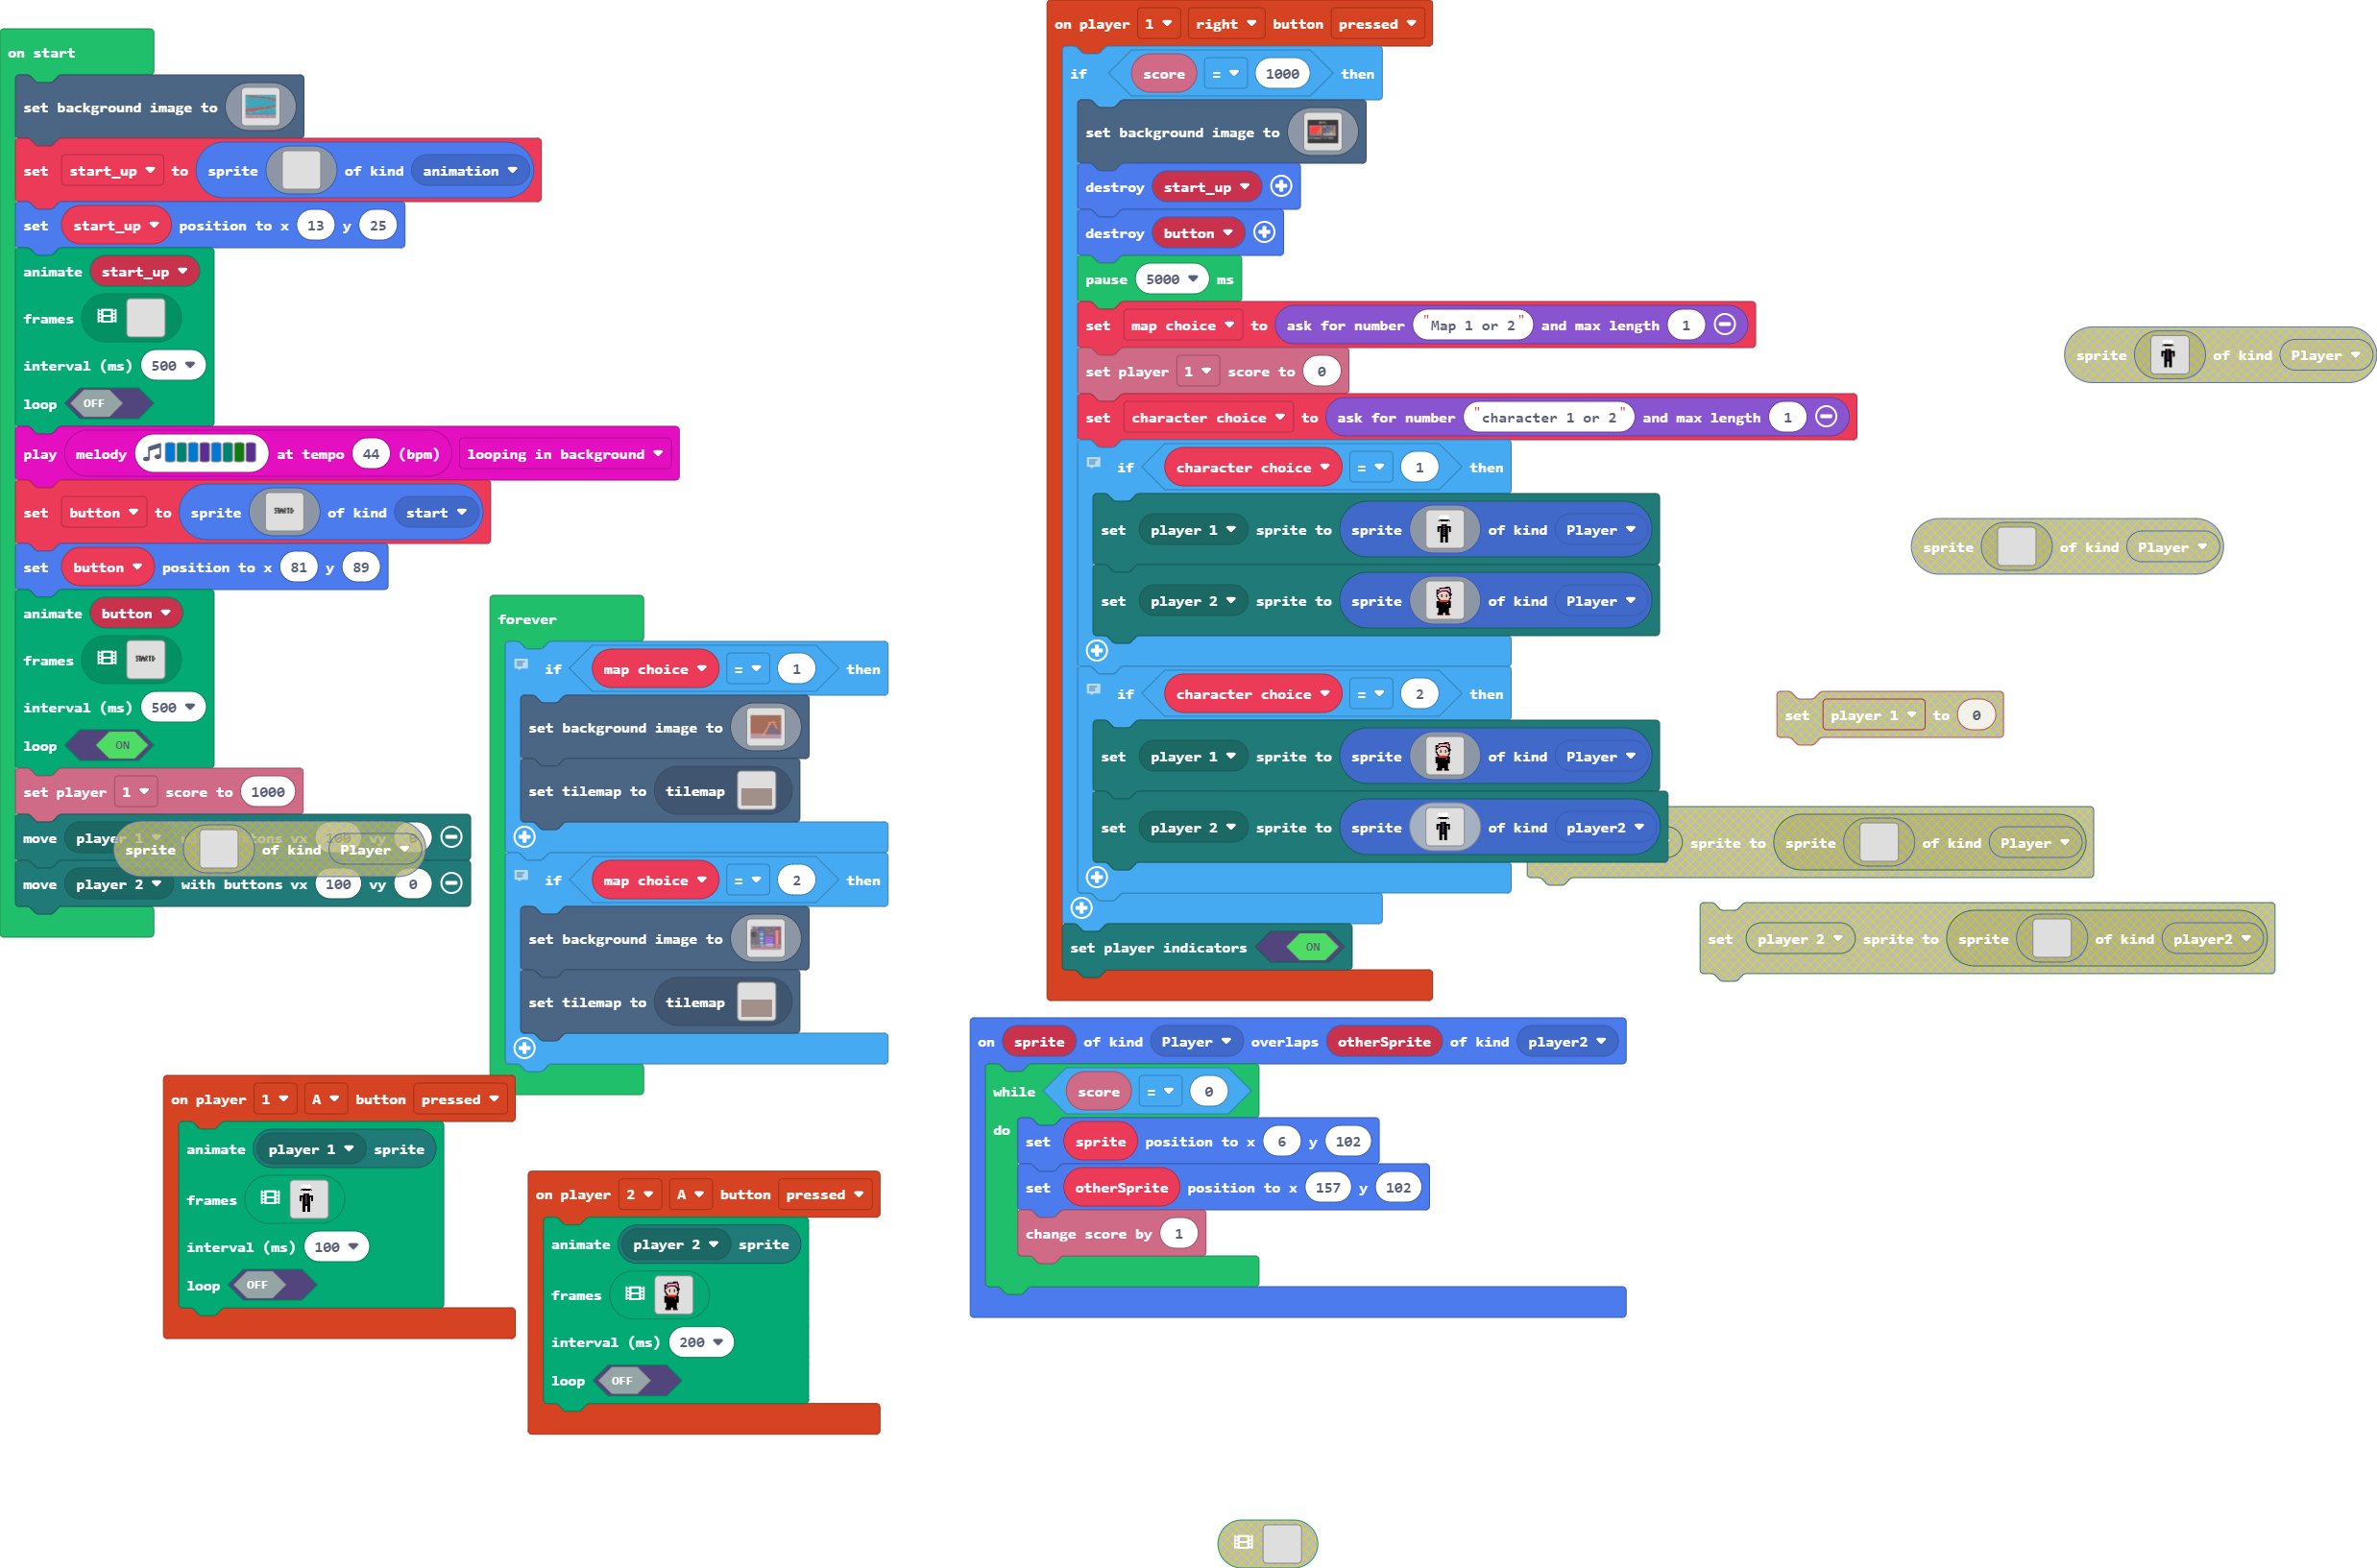 on start
set background image to
set start_up to sprite of kind animation
set start_up position to x 13 y 25
animate start_up
frames
interval (ms) 500
loop OFF
play melody at tempo 44 (bpm) looping in background
set button to sprite START of kind start
set button position to x 81 y 89
animate button
frames START
interval (ms) 500
loop ON
set player 1 score to 1000
move player 1 with buttons vx 100 vy 0
sprite of kind Player
move player 2 with buttons vx 100 vy 0
forever
if map choice = 1 then
set background image to
set tilemap to tilemap
if map choice = 2 then
set background image to
set tilemap to tilemap
on player 1 A button pressed
animate player 1 sprite
frames
interval (ms) 100
loop OFF
on player 2 A button pressed
animate player 2 sprite
frames
interval (ms) 200
loop OFF
on player 1 right button pressed
if score = 1000 then
set background image to
destroy start_up
destroy button
pause 5000 ms
set map choice to ask for number "Map 1 or 2" and max length 1
set player 1 score to 0
set character choice to ask for number "character 1 or 2" and max length 1
if character choice = 1 then
set player 1 sprite to sprite of kind Player
set player 2 sprite to sprite of kind Player
if character choice = 2 then
set player 1 sprite to sprite of kind Player
set player 2 sprite to sprite of kind player2
set player indicators ON
on sprite of kind Player overlaps otherSprite of kind player2
while score = 0
do
set sprite position to x 6 y 102
set otherSprite position to x 157 y 102
change score by 1
sprite of kind Player
sprite of kind Player
set player 1 to 0
sprite to sprite of kind Player
set player 2 sprite to sprite of kind player2